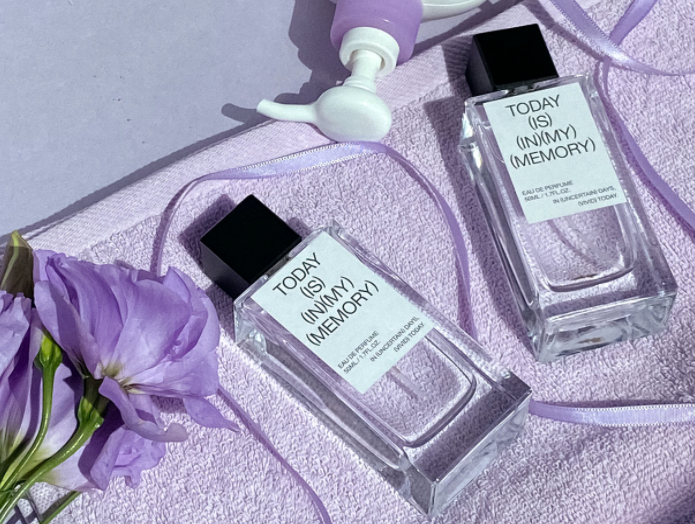 TODAY
(IS)
(IN)(MY)
(MEMORY)
EAU DE PERFUME
50ML / 1.7FL.OZ.
IN (UNCERTAIN) DAYS,
(VIVID) TODAY
TODAY
(IS)
(IN)(MY)
(MEMORY)
EAU DE PERFUME
50ML / 1.7FL.OZ.
IN (UNCERTAIN) DAYS,
(VIVID) TODAY